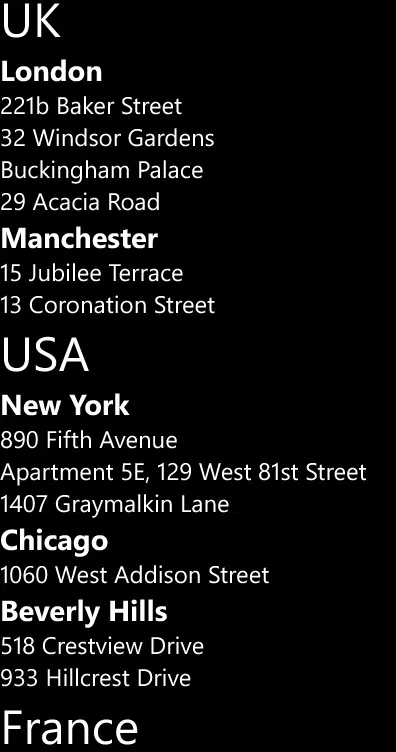 UK
London
221b Baker Street
32 Windsor Gardens
Buckingham Palace
29 Acacia Road
Manchester
15 Jubilee Terrace
13 Coronation Street
USA
New York
890 Fifth Avenue
Apartment 5E, 129 West 81st Street
1407 Graymalkin Lane
Chicago
1060 West Addison Street
Beverly Hills
518 Crestview Drive
933 Hillcrest Drive
France